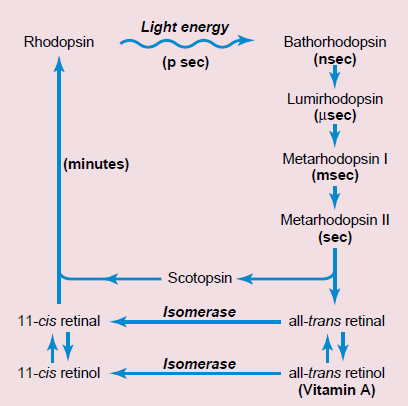 Light energy
Rhodopsin
Bathorhodopsin
(p sec)
(nsec)
Lumirhodopsin
(μsec)
(minutes)
Metarhodopsin I
(msec)
Metarhodopsin II
(sec)
Scotopsin
Isomerase
11-cis retinal
all-trans retinal
Isomerase
11-cis retinol
all-trans retinol
(Vitamin A)